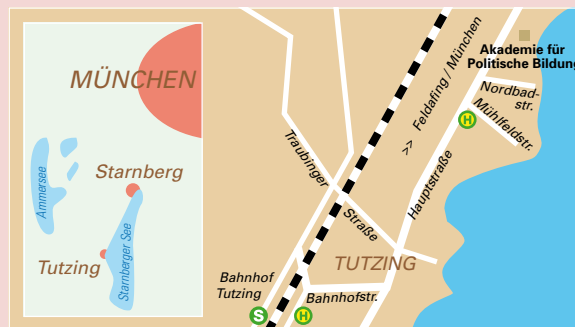 MÜNCHEN
Starnberg
Ammersee
Starnberger See
Tutzing
Akademie für
Politische Bildung
Nordbad-
str.
Mühlfeldstr.
H
>> Feldafing / München
Hauptstraße
Traubinger
Straße
TUTZING
Bahnhof
Tutzing
Bahnhofstr.
S
H